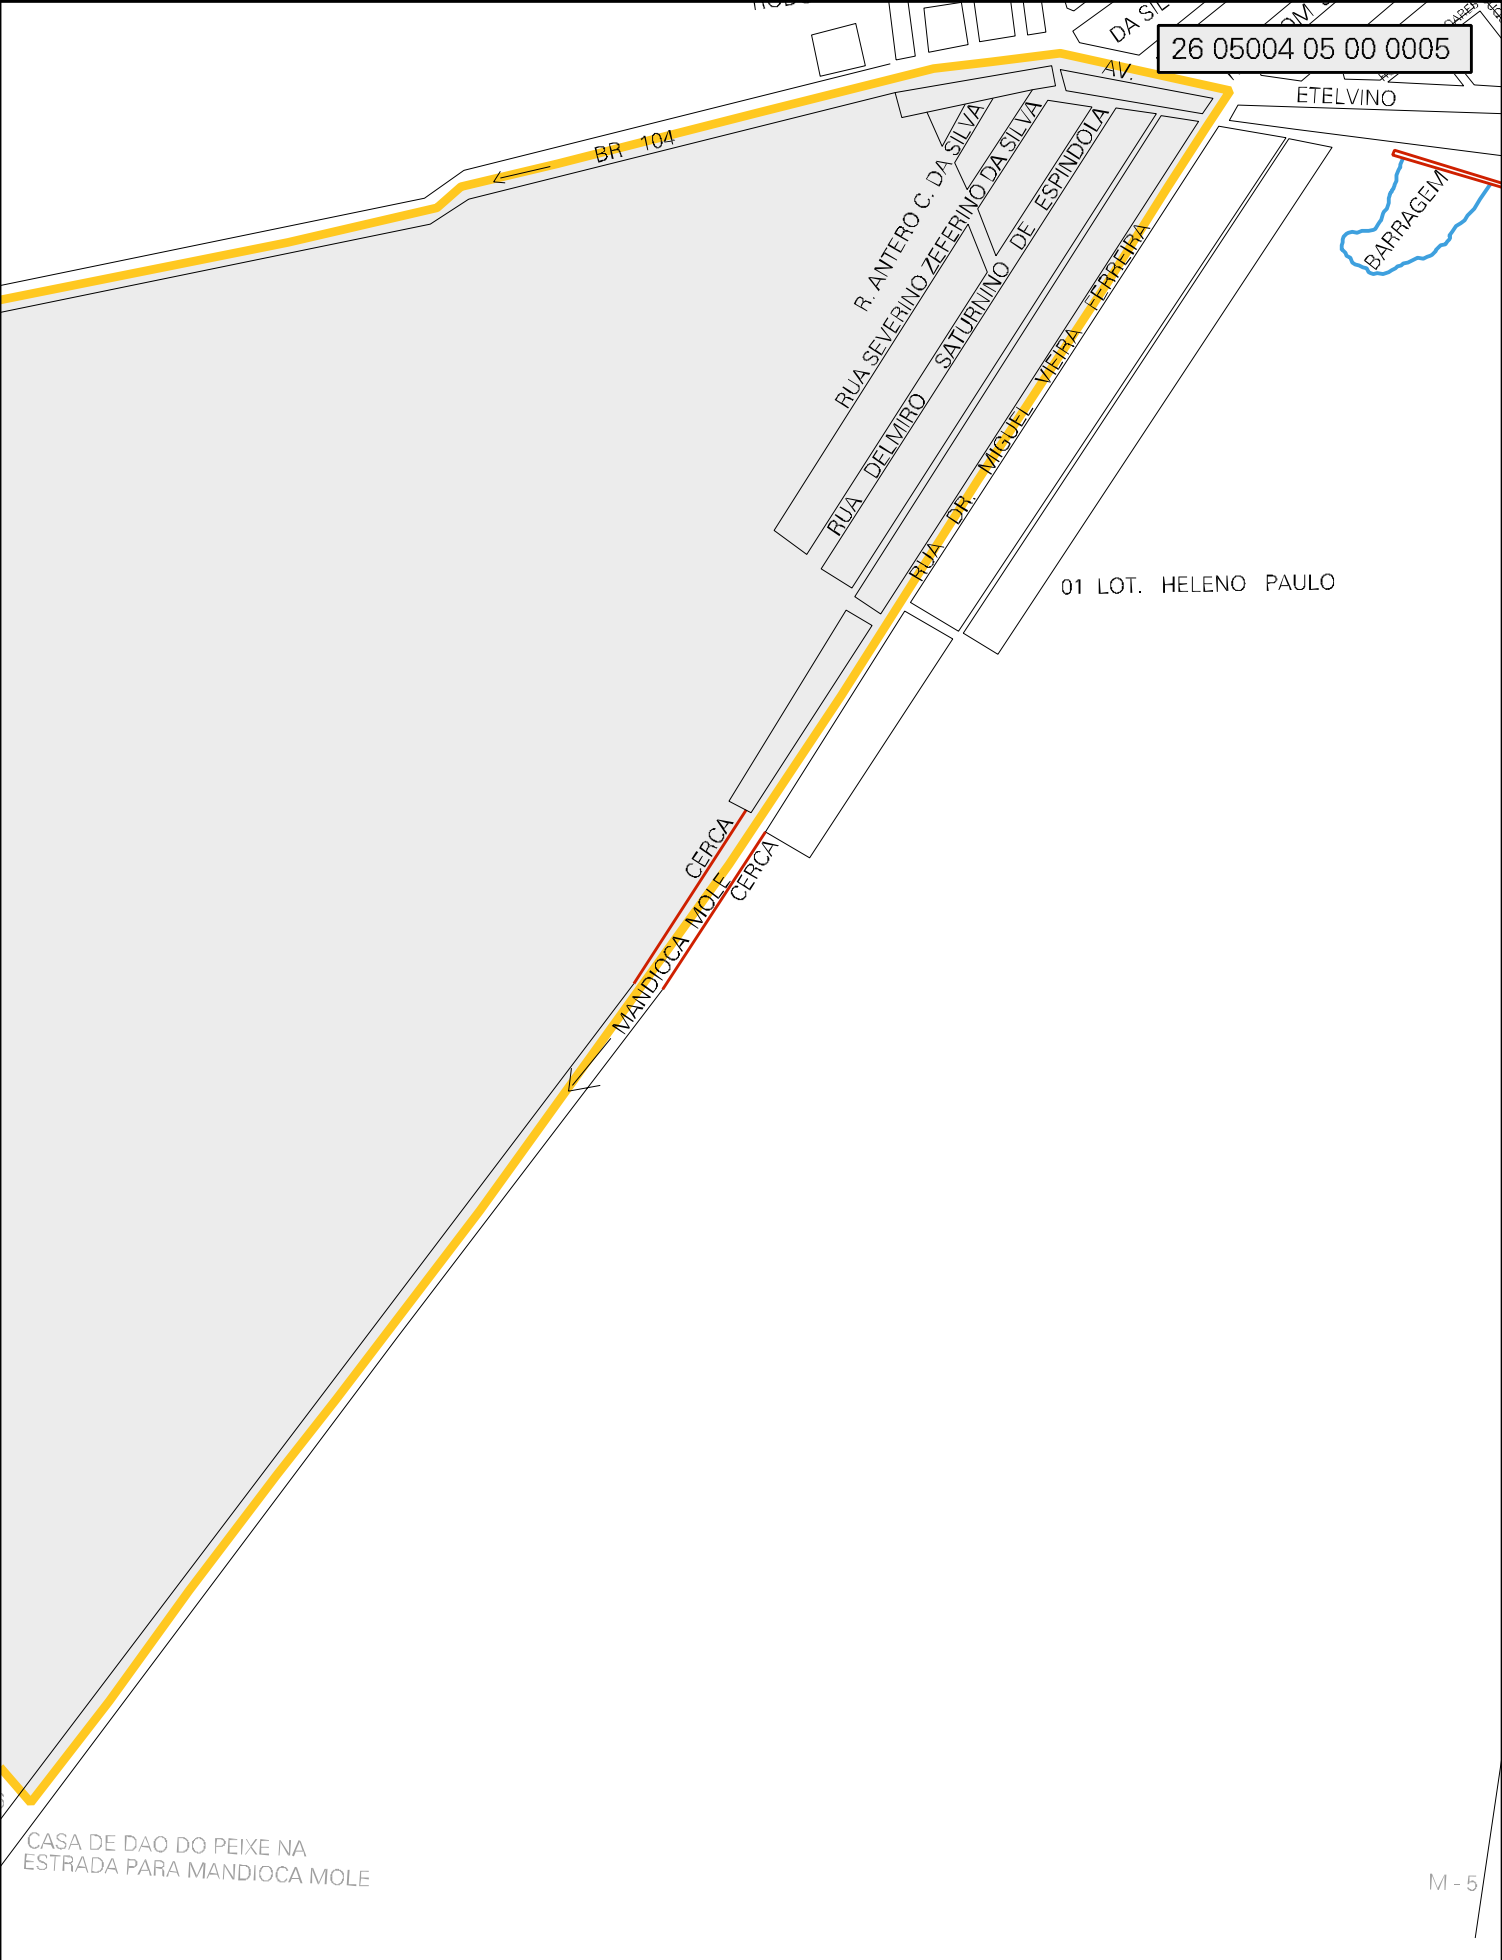 DA SIL
26 05004 05 00 0005
AV.
ETELVINO
BR 104
BARRAGEM
R. ANTERO C. DA SILVA
RUA SEVERINO ZEFERINO DA SILVA
RUA DELMIRO SATURNINO DE ESPINDOLA
RUA DR. MIGUEL VIEIRA FERREIRA
01 LOT. HELENO PAULO
CERCA
CERCA
MANDIOCA MOLE
CASA DE DAO DO PEIXE NA
ESTRADA PARA MANDIOCA MOLE
M - 5